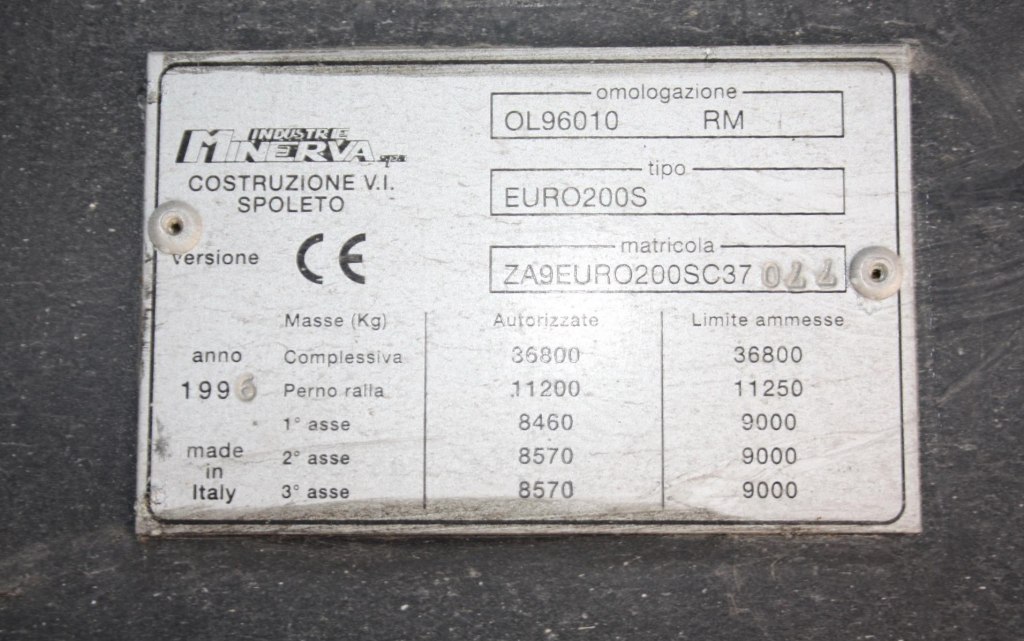 INDUSTRIE
MINERVA spa
COSTRUZIONE V.I.
SPOLETO
versione CE
omologazione
OL96010 RM
tipo
EURO200S
matricola
ZA9EURO200SC37
Masse (Kg) Autorizzate Limite ammesse
anno Complessiva 36800 36800
1996 Perno ralla 11200 11250
1° asse 8460 9000
made
in
Italy
2° asse 8570 9000
3° asse 8570 9000